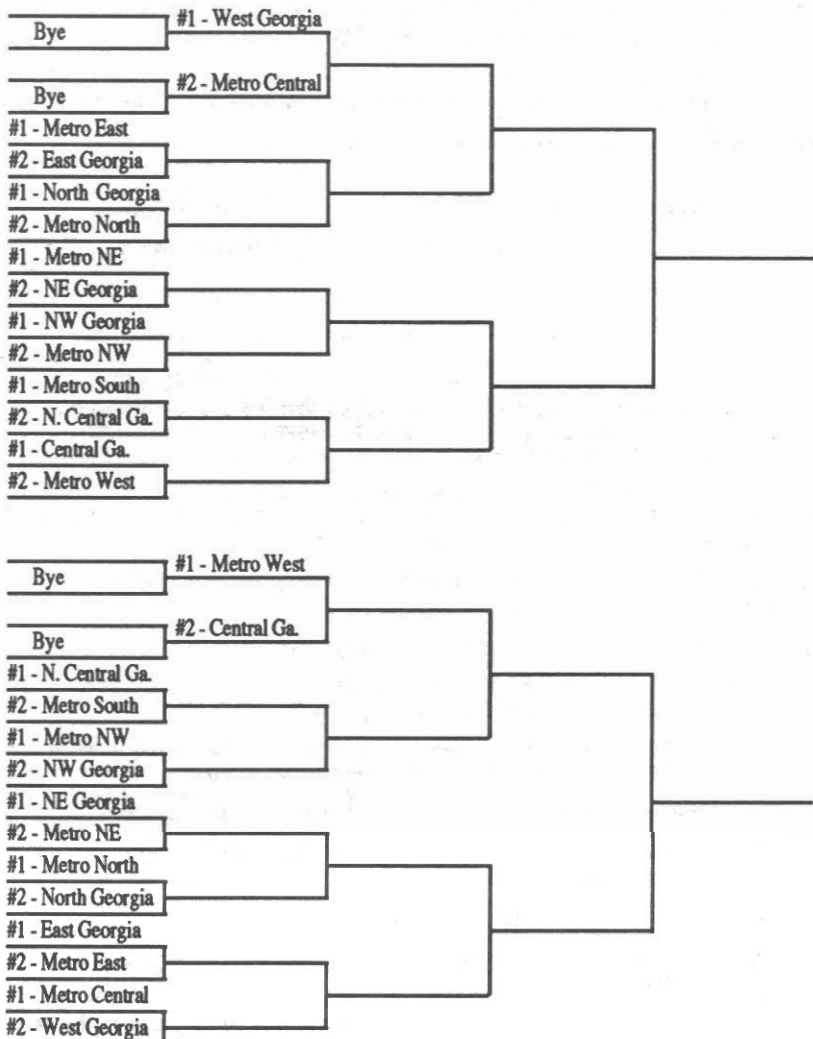 #1 - West Georgia
Bye
#2 - Metro Central
Bye
#1 - Metro East
#2 - East Georgia
#1 - North Georgia
#2 - Metro North
#1 - Metro NE
#2 - NE Georgia
#1 - NW Georgia
#2 - Metro NW
#1 - Metro South
#2 - N. Central Ga.
#1 - Central Ga.
#2 - Metro West
#1 - Metro West
Bye
#2 - Central Ga.
Bye
#1 - N. Central Ga.
#2 - Metro South
#1 - Metro NW
#2 - NW Georgia
#1 - NE Georgia
#2 - Metro NE
#1 - Metro North
#2 - North Georgia
#1 - East Georgia
#2 - Metro East
#1 - Metro Central
#2 - West Georgia